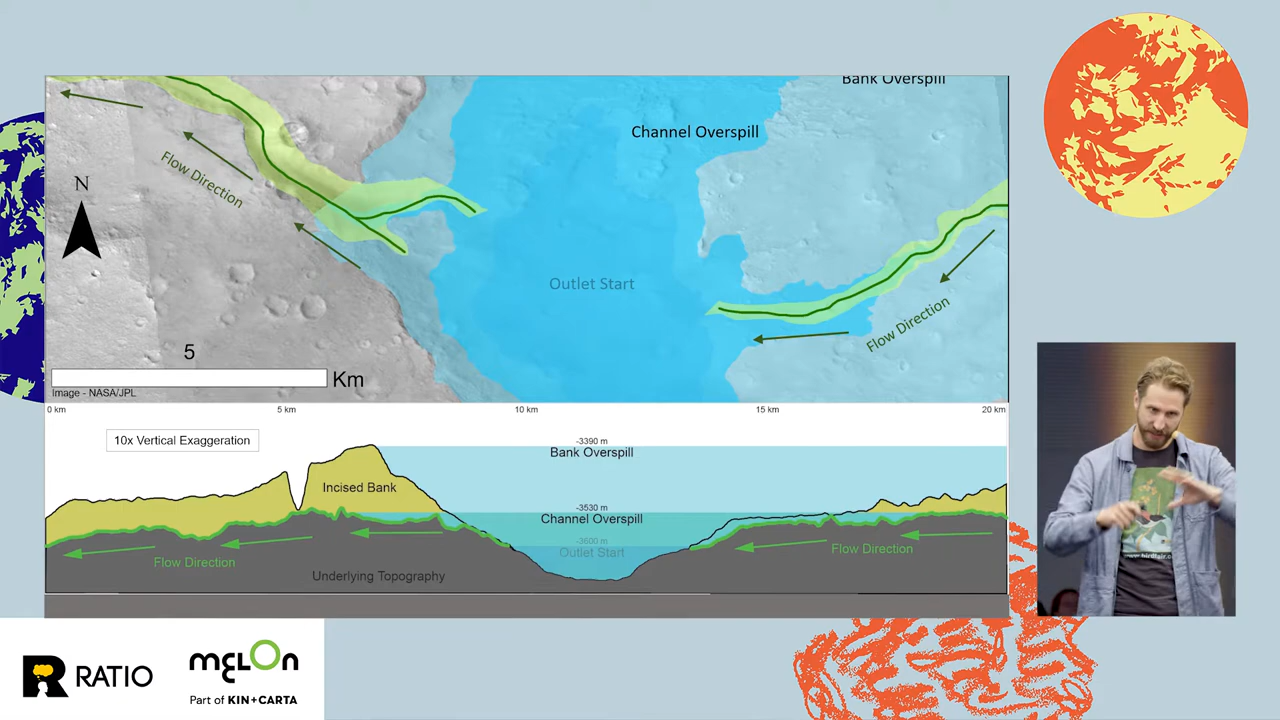 Bank Overspill
Channel Overspill
Flow Direction
N
Outlet Start
Flow Direction
5
Km
Image - NASA/JPL
0 km
5 km
10 km
15 km
20 km
10x Vertical Exaggeration
-3390 m
Bank Overspill
Incised Bank
-3530 m
Channel Overspill
-3600 m
Outlet Start
Flow Direction
Flow Direction
Underlying Topography
www.birdfair.
RATIO
melon
Part of KIN+CARTA